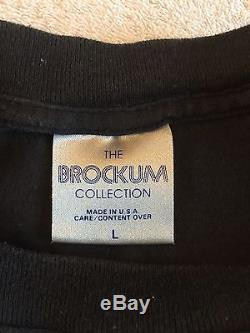 THE
BROCKUM
COLLECTION
MADE IN U.S.A
CARE/CONTENT OVER
L